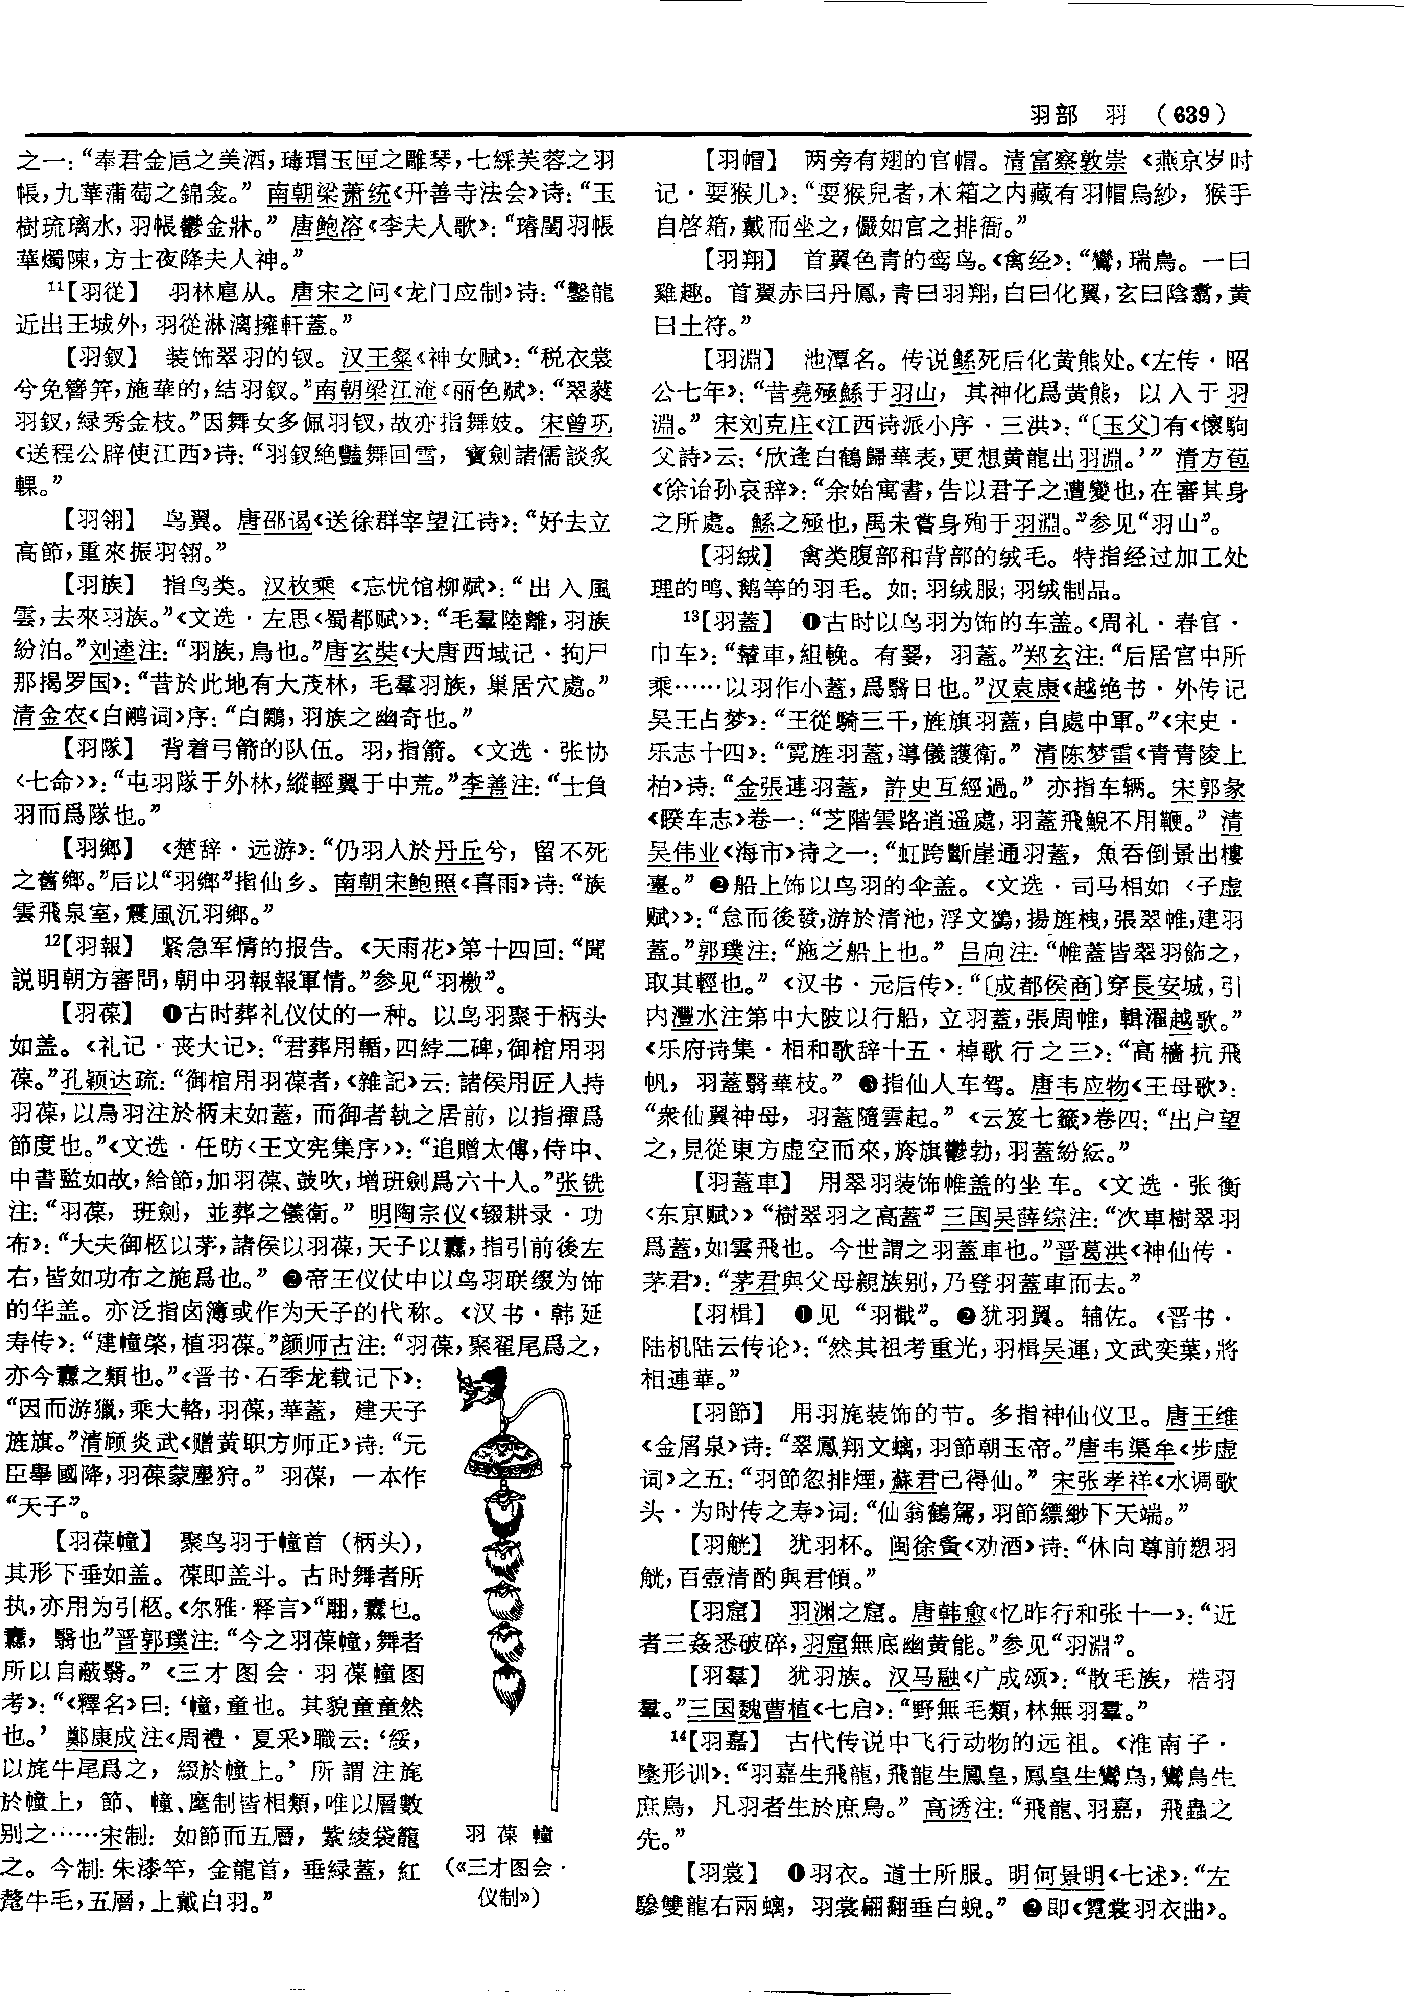 羽部 羽 （639）
之一：“奉君金巵之美酒，瑇瑁玉匣之雕琴，七綵芙蓉之羽
帳，九華蒲萄之錦衾。” 南朝梁萧统《开善寺法会》诗：“玉
樹琉璃水，羽帳鬱金牀。” 唐鲍溶《李夫人歌》：“璿閨羽帳
華燭陳，方士夜降夫人神。”
11【羽從】 羽林扈从。唐宋之问《龙门应制》诗：“鑿龍
近出王城外，羽從淋漓擁軒蓋。”
【羽釵】 装饰翠羽的钗。汉王粲《神女赋》：“税衣裳
兮免簪笄，施華的，結羽釵。”南朝梁江淹《丽色赋》：“翠蕤
羽釵，緑秀金枝。”因舞女多佩羽钗，故亦指舞妓。宋曾巩
《送程公辟使江西》诗：“羽釵絶豔舞回雪，寶劍諸儒談炙
輠。”
【羽翎】 鸟翼。唐邵谒《送徐群宰望江诗》：“好去立
高節，重來振羽翎。”
【羽族】 指鸟类。汉枚乘《忘忧馆柳赋》：“出入風
雲，去來羽族。”《文选·左思〈蜀都赋〉》：“毛羣陸離，羽族
紛泊。”刘逵注：“羽族，鳥也。”唐玄奘《大唐西域记·拘尸
那揭罗国》：“昔於此地有大茂林，毛羣羽族，巢居穴處。”
清金农《白鹇词》序：“白鷳，羽族之幽奇也。”
【羽隊】 背着弓箭的队伍。羽，指箭。《文选·张协
〈七命〉》：“屯羽隊于外林，縱輕翼于中荒。”李善注：“士負
羽而爲隊也。”
【羽鄉】 《楚辞·远游》：“仍羽人於丹丘兮，留不死
之舊鄉。”后以“羽鄉”指仙乡。南朝宋鲍照《喜雨》诗：“族
雲飛泉室，震風沉羽鄉。”
12【羽報】 紧急军情的报告。《天雨花》第十四回：“聞
説明朝方審問，朝中羽報報軍情。”参见“羽檄”。
【羽葆】 ❶古时葬礼仪仗的一种。以鸟羽聚于柄头
如盖。《礼记·丧大记》：“君葬用輴，四綍二碑，御棺用羽
葆。”孔颖达疏：“御棺用羽葆者，《雜記》云：諸侯用匠人持
羽葆，以鳥羽注於柄末如蓋，而御者執之居前，以指揮爲
節度也。”《文选·任昉〈王文宪集序〉》：“追贈太傅，侍中、
中書監如故，給節，加羽葆、鼓吹，增班劍爲六十人。”张铣
注：“羽葆，班劍，並葬之儀衛。” 明陶宗仪《辍耕录·功
布》：“大夫御柩以茅，諸侯以羽葆，天子以纛，指引前後左
右，皆如功布之施爲也。” ❷帝王仪仗中以鸟羽联缀为饰
的华盖。亦泛指卤簿或作为天子的代称。《汉书·韩延
寿传》：“建幢棨，植羽葆。”颜师古注：“羽葆，聚翟尾爲之，
亦今纛之類也。”《晋书·石季龙载记下》：
“因而游獵，乘大輅，羽葆，華蓋，建天子
旌旗。”清顾炎武《赠黄职方师正》诗：“元
臣舉國降，羽葆蒙塵狩。” 羽葆，一本作
“天子”。
【羽葆幢】 聚鸟羽于幢首（柄头），
其形下垂如盖。葆即盖斗。古时舞者所
执，亦用为引柩。《尔雅·释言》“翿，纛也。
纛，翳也”晋郭璞注：“今之羽葆幢，舞者
所以自蔽翳。”《三才图会·羽葆幢图
考》：“《釋名》曰：‘幢，童也。其貌童童然
也。’ 鄭康成注《周禮·夏采》職云：‘綏，
以旄牛尾爲之，綴於幢上。’所謂注旄
於幢上，節、幢、麾制皆相類，唯以層數
别之……宋制：如節而五層，紫綾袋籠
之。今制：朱漆竿，金龍首，垂緑蓋，紅
氂牛毛，五層，上戴白羽。”
羽葆幢
（《三才图会·
仪制》）
【羽帽】 两旁有翅的官帽。清富察敦崇《燕京岁时
记·耍猴儿》：“耍猴兒者，木箱之内藏有羽帽烏紗，猴手
自啓箱，戴而坐之，儼如官之排衙。”
【羽翔】 首翼色青的鸾鸟。《禽经》：“鸞，瑞鳥。一曰
雞趣。首翼赤曰丹鳳，青曰羽翔，白曰化翼，玄曰陰翥，黄
曰土符。”
【羽淵】 池潭名。传说鲧死后化黄熊处。《左传·昭
公七年》：“昔堯殛鯀于羽山，其神化爲黄熊，以入于羽
淵。” 宋刘克庄《江西诗派小序·三洪》：“〔玉父〕有《懷駒
父詩》云：‘欣逢白鶴歸華表，更想黄龍出羽淵。’” 清方苞
《徐诒孙哀辞》：“余始寓書，告以君子之遭變也，在審其身
之所處。鯀之殛也，禹未嘗身殉于羽淵。”参见“羽山”。
【羽绒】 禽类腹部和背部的绒毛。特指经过加工处
理的鸭、鹅等的羽毛。如：羽绒服；羽绒制品。
13【羽蓋】 ❶古时以鸟羽为饰的车盖。《周礼·春官·
巾车》：“輦車，組輓。有翣，羽蓋。”郑玄注：“后居宫中所
乘……以羽作小蓋，爲翳日也。”汉袁康《越绝书·外传记
吴王占梦》：“王從騎三千，旌旗羽蓋，自處中軍。”《宋史·
乐志十四》：“霓旌羽蓋，導儀護衛。” 清陈梦雷《青青陵上
柏》诗：“金張連羽蓋，許史互經過。” 亦指车辆。宋郭彖
《睽车志》卷一：“芝階雲路逍遥處，羽蓋飛輗不用鞭。” 清
吴伟业《海市》诗之一：“虹跨斷崖通羽蓋，魚吞倒景出樓
臺。” ❷船上饰以鸟羽的伞盖。《文选·司马相如〈子虚
赋〉》：“怠而後發，游於清池，浮文鷁，揚旌栧，張翠帷，建羽
蓋。”郭璞注：“施之船上也。” 吕向注：“帷蓋皆翠羽飾之，
取其輕也。”《汉书·元后传》：“〔成都侯商〕穿長安城，引
内灃水注第中大陂以行船，立羽蓋，張周帷，輯濯越歌。”
《乐府诗集·相和歌辞十五·棹歌行之三》：“高檣抗飛
帆，羽蓋翳華枝。” ❸指仙人车驾。唐韦应物《王母歌》：
“衆仙翼神母，羽蓋隨雲起。”《云笈七籤》卷四：“出户望
之，見從東方虚空而來，旍旗鬱勃，羽蓋紛紜。”
【羽蓋車】 用翠羽装饰帷盖的坐车。《文选·张衡
〈东京赋〉》“樹翠羽之高蓋”三国吴薛综注：“次車樹翠羽
爲蓋，如雲飛也。今世謂之羽蓋車也。”晋葛洪《神仙传·
茅君》：“茅君與父母親族别，乃登羽蓋車而去。”
【羽楫】 ❶见“羽檝”。❷犹羽翼。辅佐。《晋书·
陆机陆云传论》：“然其祖考重光，羽楫吴運，文武奕葉，將
相連華。”
【羽節】 用羽旄装饰的节。多指神仙仪卫。唐王维
《金屑泉》诗：“翠鳳翔文螭，羽節朝玉帝。”唐韦渠牟《步虚
词》之五：“羽節忽排煙，蘇君已得仙。” 宋张孝祥《水调歌
头·为时传之寿》词：“仙翁鶴駕，羽節縹緲下天端。”
【羽觥】 犹羽杯。闽徐夤《劝酒》诗：“休向尊前愬羽
觥，百壺清酌與君傾。”
【羽窟】 羽渊之窟。唐韩愈《忆昨行和张十一》：“近
者三姦悉破碎，羽窟無底幽黄能。”参见“羽淵”。
【羽羣】 犹羽族。汉马融《广成颂》：“散毛族，梏羽
羣。”三国魏曹植《七启》：“野無毛類，林無羽羣。”
14【羽嘉】 古代传说中飞行动物的远祖。《淮南子·
墬形训》：“羽嘉生飛龍，飛龍生鳳皇，鳳皇生鸞鳥，鸞鳥生
庶鳥，凡羽者生於庶鳥。” 高诱注：“飛龍、羽嘉，飛蟲之
先。”
【羽裳】 ❶羽衣。道士所服。明何景明《七述》：“左
驂雙龍右兩螭，羽裳翩翻垂白蜺。” ❷即《霓裳羽衣曲》。